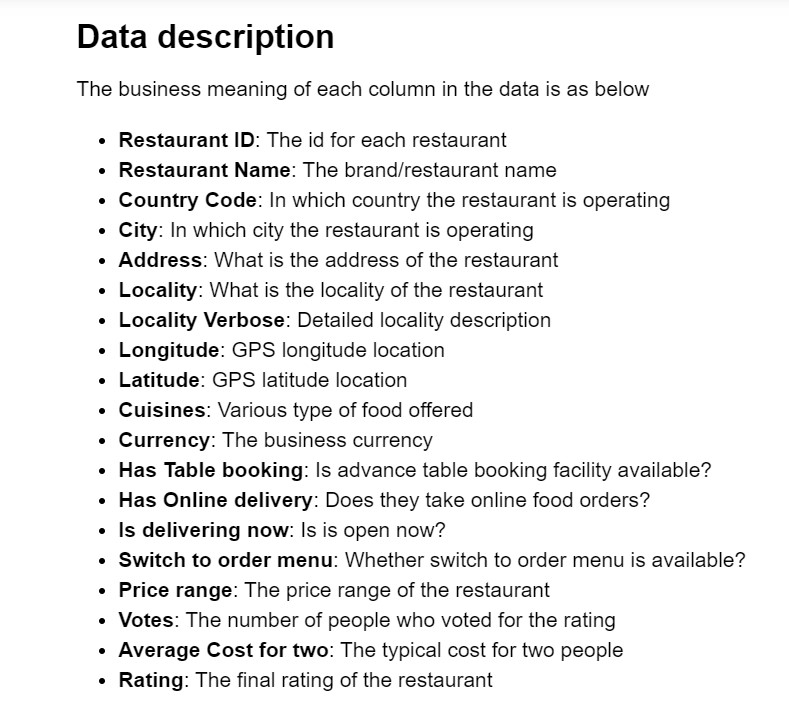 Data description
The business meaning of each column in the data is as below
• Restaurant ID: The id for each restaurant
• Restaurant Name: The brand/restaurant name
• Country Code: In which country the restaurant is operating
• City: In which city the restaurant is operating
• Address: What is the address of the restaurant
• Locality: What is the locality of the restaurant
• Locality Verbose: Detailed locality description
• Longitude: GPS longitude location
• Latitude: GPS latitude location
• Cuisines: Various type of food offered
• Currency: The business currency
• Has Table booking: Is advance table booking facility available?
• Has Online delivery: Does they take online food orders?
• Is delivering now: Is is open now?
• Switch to order menu: Whether switch to order menu is available?
• Price range: The price range of the restaurant
• Votes: The number of people who voted for the rating
• Average Cost for two: The typical cost for two people
• Rating: The final rating of the restaurant